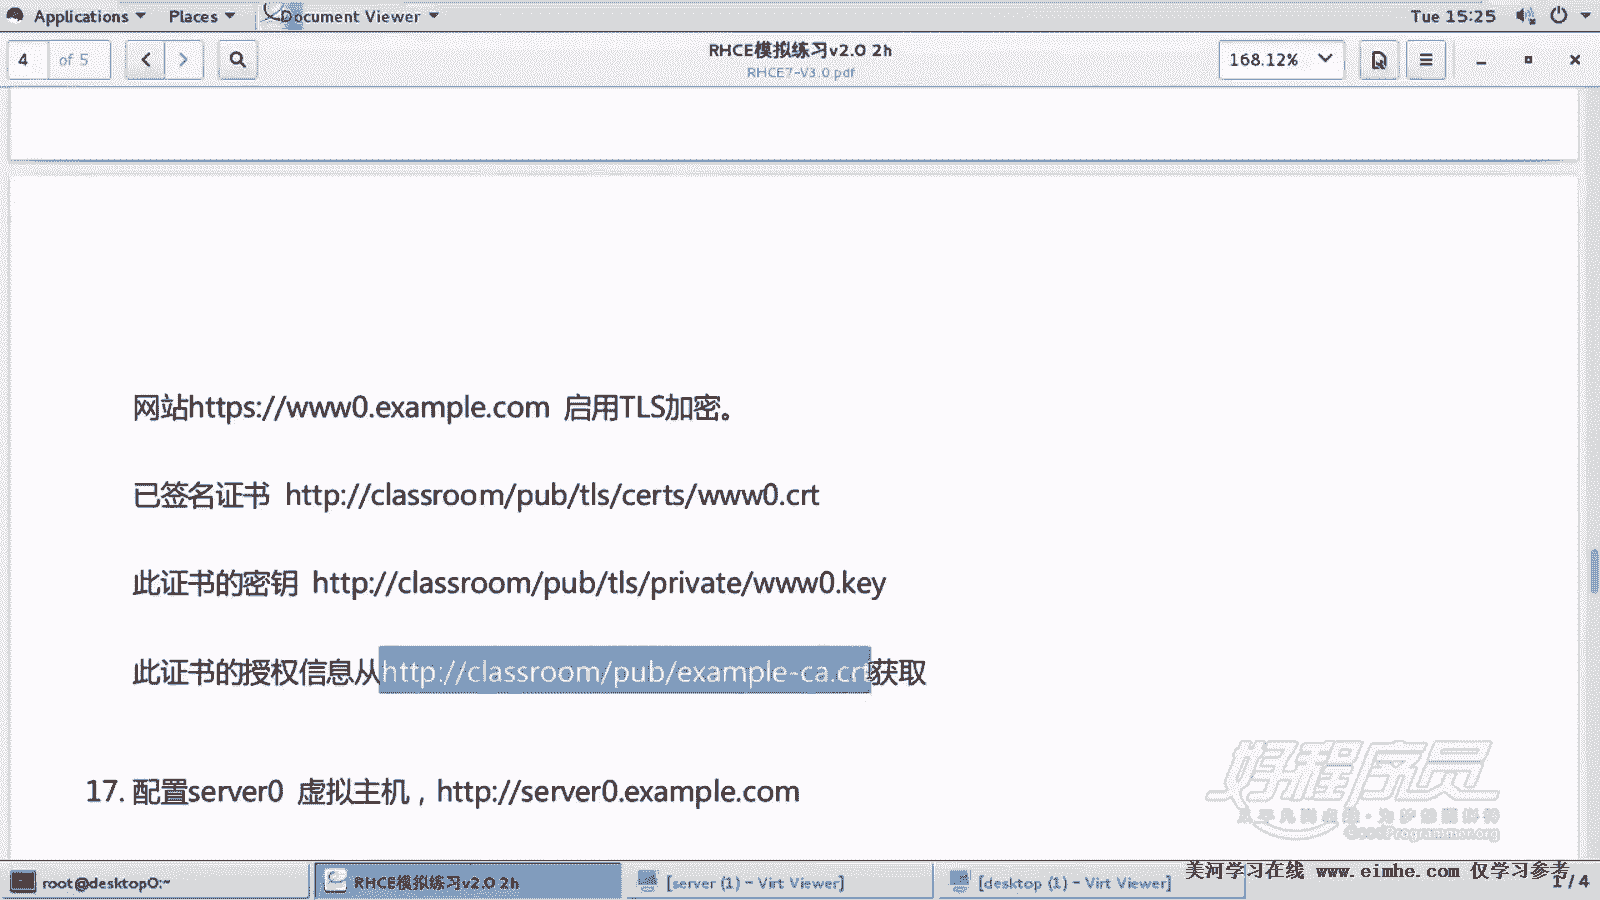 Applications Places Document Viewer Tue 15:25
4 of 5 RHCE模拟练习v2.0 2h 168.12%
RHCE7-V3.0.pdf
网站https://www0.example.com 启用TLS加密。
已签名证书 http://classroom/pub/tls/certs/www0.crt
此证书的密钥 http://classroom/pub/tls/private/www0.key
此证书的授权信息从http://classroom/pub/example-ca.crt获取
17. 配置server0 虚拟主机，http://server0.example.com
好程序员
GoodProgrammer.org
美河学习在线 www.eimhe.com 仅学习参考
root@desktop0:~ RHCE模拟练习v2.0 2h [server (1) - Virt Viewer] [desktop (1) - Virt Viewer] 1 / 4